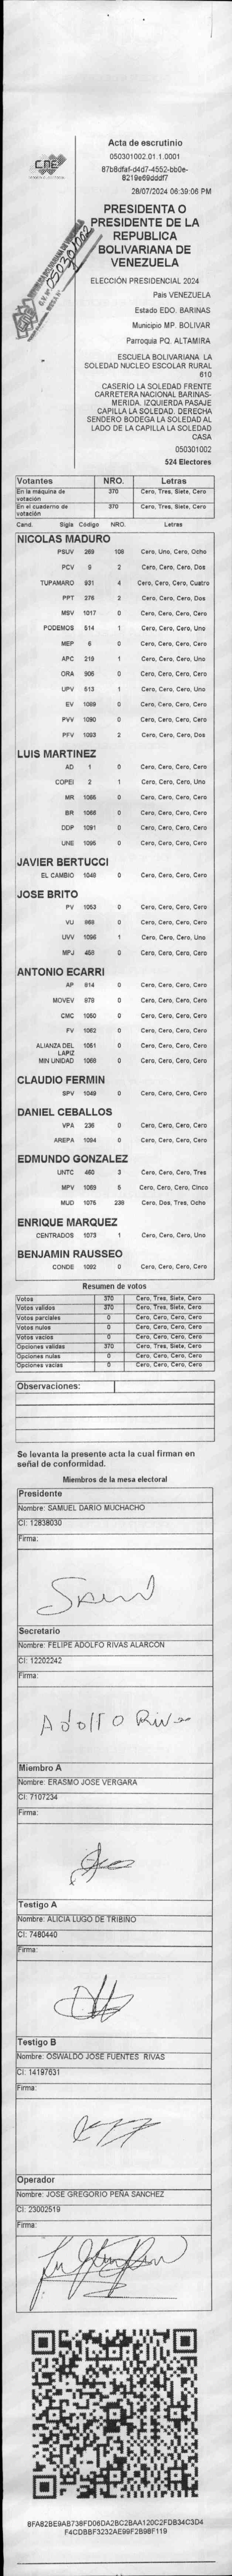 CNE
Acta de escrutinio
050301002.01.1.0001
87b8dfaf-d4d7-4552-bb0e-
8219e69dddf7
28/07/2024 06:39:06 PM
PRESIDENTA O
PRESIDENTE DE LA
REPUBLICA
BOLIVARIANA DE
VENEZUELA
ELECCIÓN PRESIDENCIAL 2024
País VENEZUELA
Estado EDO. BARINAS
Municipio MP. BOLIVAR
Parroquia PQ. ALTAMIRA
ESCUELA BOLIVARIANA LA
SOLEDAD NUCLEO ESCOLAR RURAL
610
CASERIO LA SOLEDAD FRENTE
CARRETERA NACIONAL BARINAS-
MERIDA. IZQUIERDA PASAJE
CAPILLA LA SOLEDAD. DERECHA
SENDERO BODEGA LA SOLEDAD AL
LADO DE LA CAPILLA LA SOLEDAD
CASA
050301002
524 Electores
Votantes NRO. Letras
En la máquina de votación 370 Cero, Tres, Siete, Cero
En el cuaderno de votación 370 Cero, Tres, Siete, Cero
Cand. Sigla Código NRO. Letras
NICOLAS MADURO
PSUV 269 108 Cero, Uno, Cero, Ocho
PCV 9 2 Cero, Cero, Cero, Dos
TUPAMARO 931 4 Cero, Cero, Cero, Cuatro
PPT 276 2 Cero, Cero, Cero, Dos
MSV 1017 0 Cero, Cero, Cero, Cero
PODEMOS 514 1 Cero, Cero, Cero, Uno
MEP 6 0 Cero, Cero, Cero, Cero
APC 219 1 Cero, Cero, Cero, Uno
ORA 906 0 Cero, Cero, Cero, Cero
UPV 513 1 Cero, Cero, Cero, Uno
EV 1089 0 Cero, Cero, Cero, Cero
PVV 1090 0 Cero, Cero, Cero, Cero
PFV 1093 2 Cero, Cero, Cero, Dos
LUIS MARTINEZ
AD 1 0 Cero, Cero, Cero, Cero
COPEI 2 1 Cero, Cero, Cero, Uno
MR 1065 0 Cero, Cero, Cero, Cero
BR 1068 0 Cero, Cero, Cero, Cero
DDP 1091 0 Cero, Cero, Cero, Cero
UNE 1095 0 Cero, Cero, Cero, Cero
JAVIER BERTUCCI
EL CAMBIO 1048 0 Cero, Cero, Cero, Cero
JOSE BRITO
PV 1053 0 Cero, Cero, Cero, Cero
VU 969 0 Cero, Cero, Cero, Cero
UVV 1096 1 Cero, Cero, Cero, Uno
MPJ 458 0 Cero, Cero, Cero, Cero
ANTONIO ECARRI
AP 814 0 Cero, Cero, Cero, Cero
MOVEV 979 0 Cero, Cero, Cero, Cero
CMC 1050 0 Cero, Cero, Cero, Cero
FV 1062 0 Cero, Cero, Cero, Cero
ALIANZA DEL LAPIZ 1051 0 Cero, Cero, Cero, Cero
MIN UNIDAD 1066 0 Cero, Cero, Cero, Cero
CLAUDIO FERMIN
SPV 1049 0 Cero, Cero, Cero, Cero
DANIEL CEBALLOS
VPA 236 0 Cero, Cero, Cero, Cero
AREPA 1094 0 Cero, Cero, Cero, Cero
EDMUNDO GONZALEZ
UNTC 460 3 Cero, Cero, Cero, Tres
MPV 1069 5 Cero, Cero, Cero, Cinco
MUD 1075 238 Cero, Dos, Tres, Ocho
ENRIQUE MARQUEZ
CENTRADOS 1073 1 Cero, Cero, Cero, Uno
BENJAMIN RAUSSEO
CONDE 1092 0 Cero, Cero, Cero, Cero
Resumen de votos
Votos 370 Cero, Tres, Siete, Cero
Votos validos 370 Cero, Tres, Siete, Cero
Votos parciales 0 Cero, Cero, Cero, Cero
Votos nulos 0 Cero, Cero, Cero, Cero
Votos vacios 0 Cero, Cero, Cero, Cero
Opciones validas 370 Cero, Tres, Siete, Cero
Opciones nulas 0 Cero, Cero, Cero, Cero
Opciones vacias 0 Cero, Cero, Cero, Cero
Observaciones:
Se levanta la presente acta la cual firman en
señal de conformidad.
Miembros de la mesa electoral
Presidente
Nombre: SAMUEL DARIO MUCHACHO
CI: 12838030
Firma:
Secretario
Nombre: FELIPE ADOLFO RIVAS ALARCON
CI: 12202242
Firma:
Adolfo Rivas
Miembro A
Nombre: ERASMO JOSE VERGARA
CI: 7107234
Firma:
Testigo A
Nombre: ALICIA LUGO DE TRIBIÑO
CI: 7480440
Firma:
Testigo B
Nombre: OSWALDO JOSE FUENTES RIVAS
CI: 14197631
Firma:
Operador
Nombre: JOSE GREGORIO PEÑA SANCHEZ
CI: 23002519
Firma:
8FA82BE9AB738FD06DA2BC2BAA120C2FDB34C3D4
F4CDBBF3232AE99F2B98F119